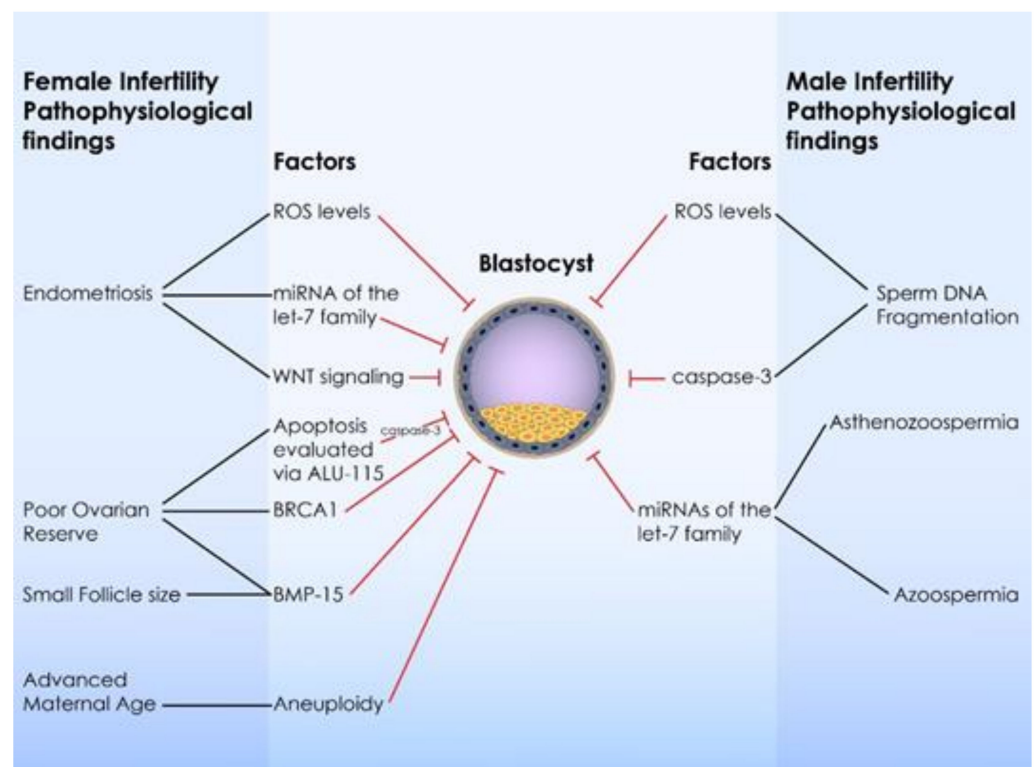 Female Infertility
Pathophysiological
findings
Male Infertility
Pathophysiological
findings
Factors
Factors
ROS levels
ROS levels
Blastocyst
Endometriosis
miRNA of the
let-7 family
Sperm DNA
Fragmentation
WNT signaling
caspase-3
Apoptosis
evaluated
via ALU-115
caspase-3
Asthenozoospermia
Poor Ovarian
Reserve
BRCA1
miRNAs of the
let-7 family
Small Follicle size
BMP-15
Azoospermia
Advanced
Maternal Age
Aneuploidy